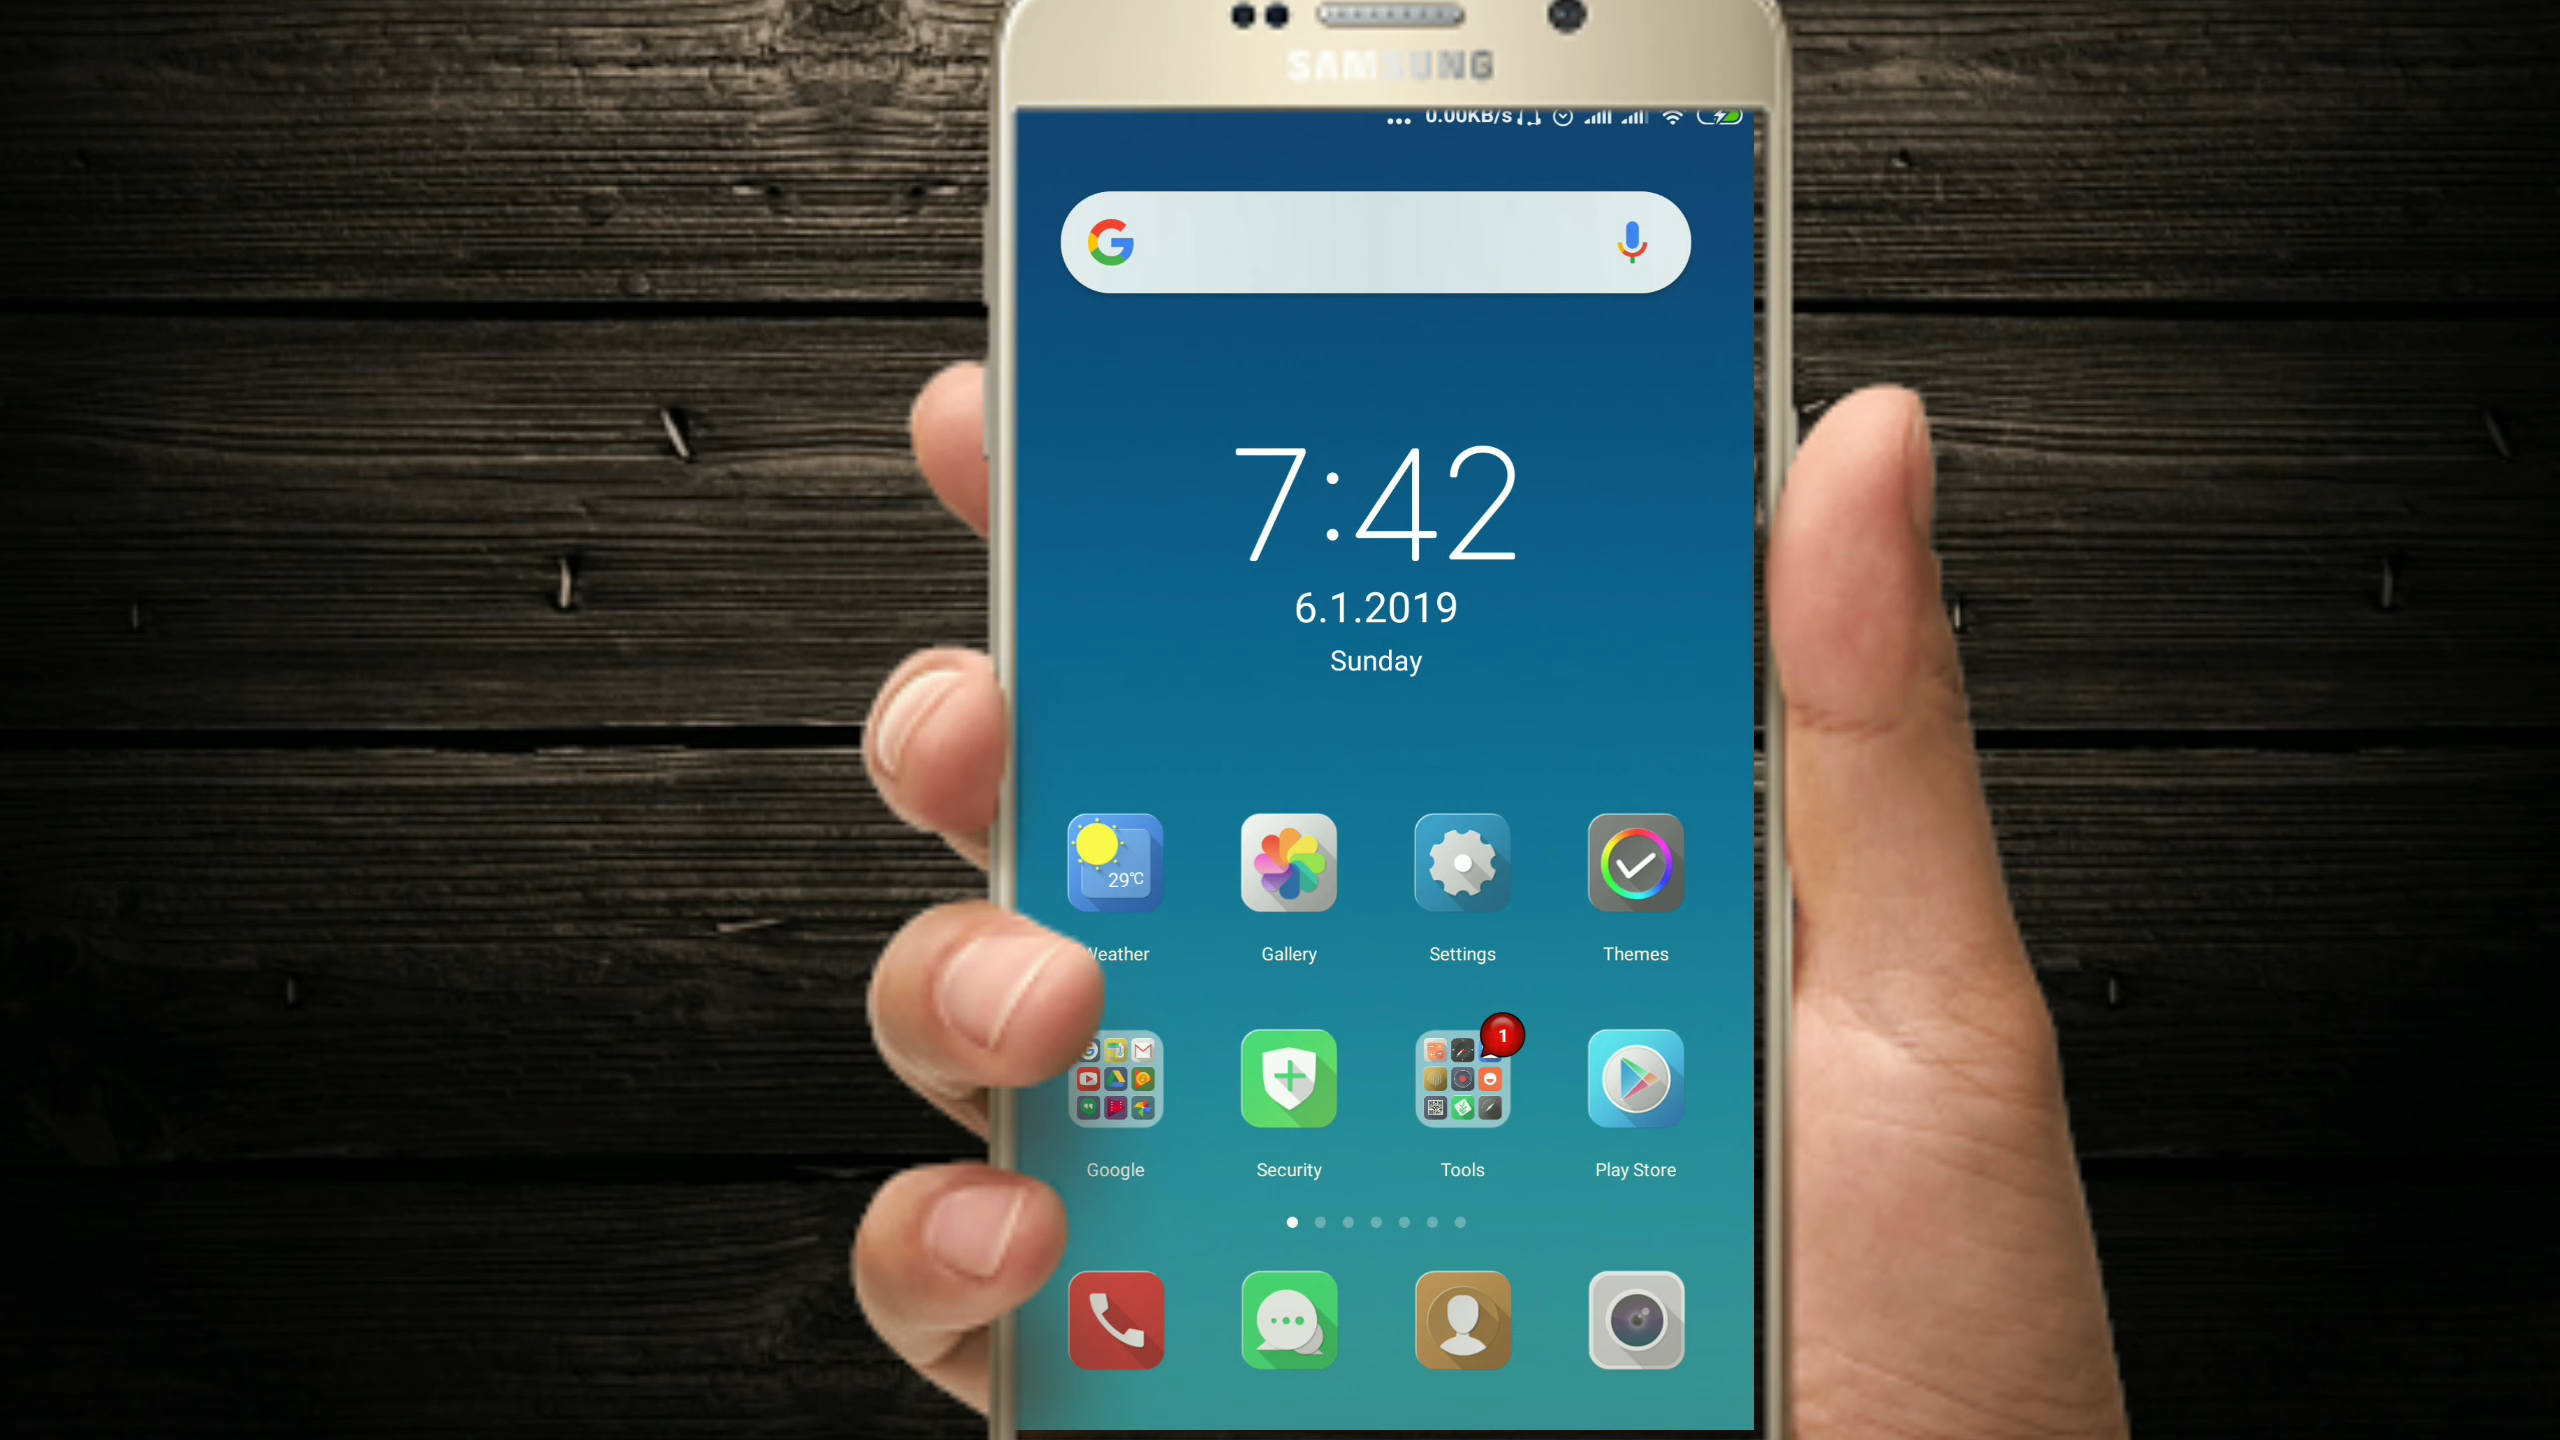 SAMSUNG
... 0.00KB/s
7:42
6.1.2019
Sunday
29℃
Weather Gallery Settings Themes
1
Google Security Tools Play Store